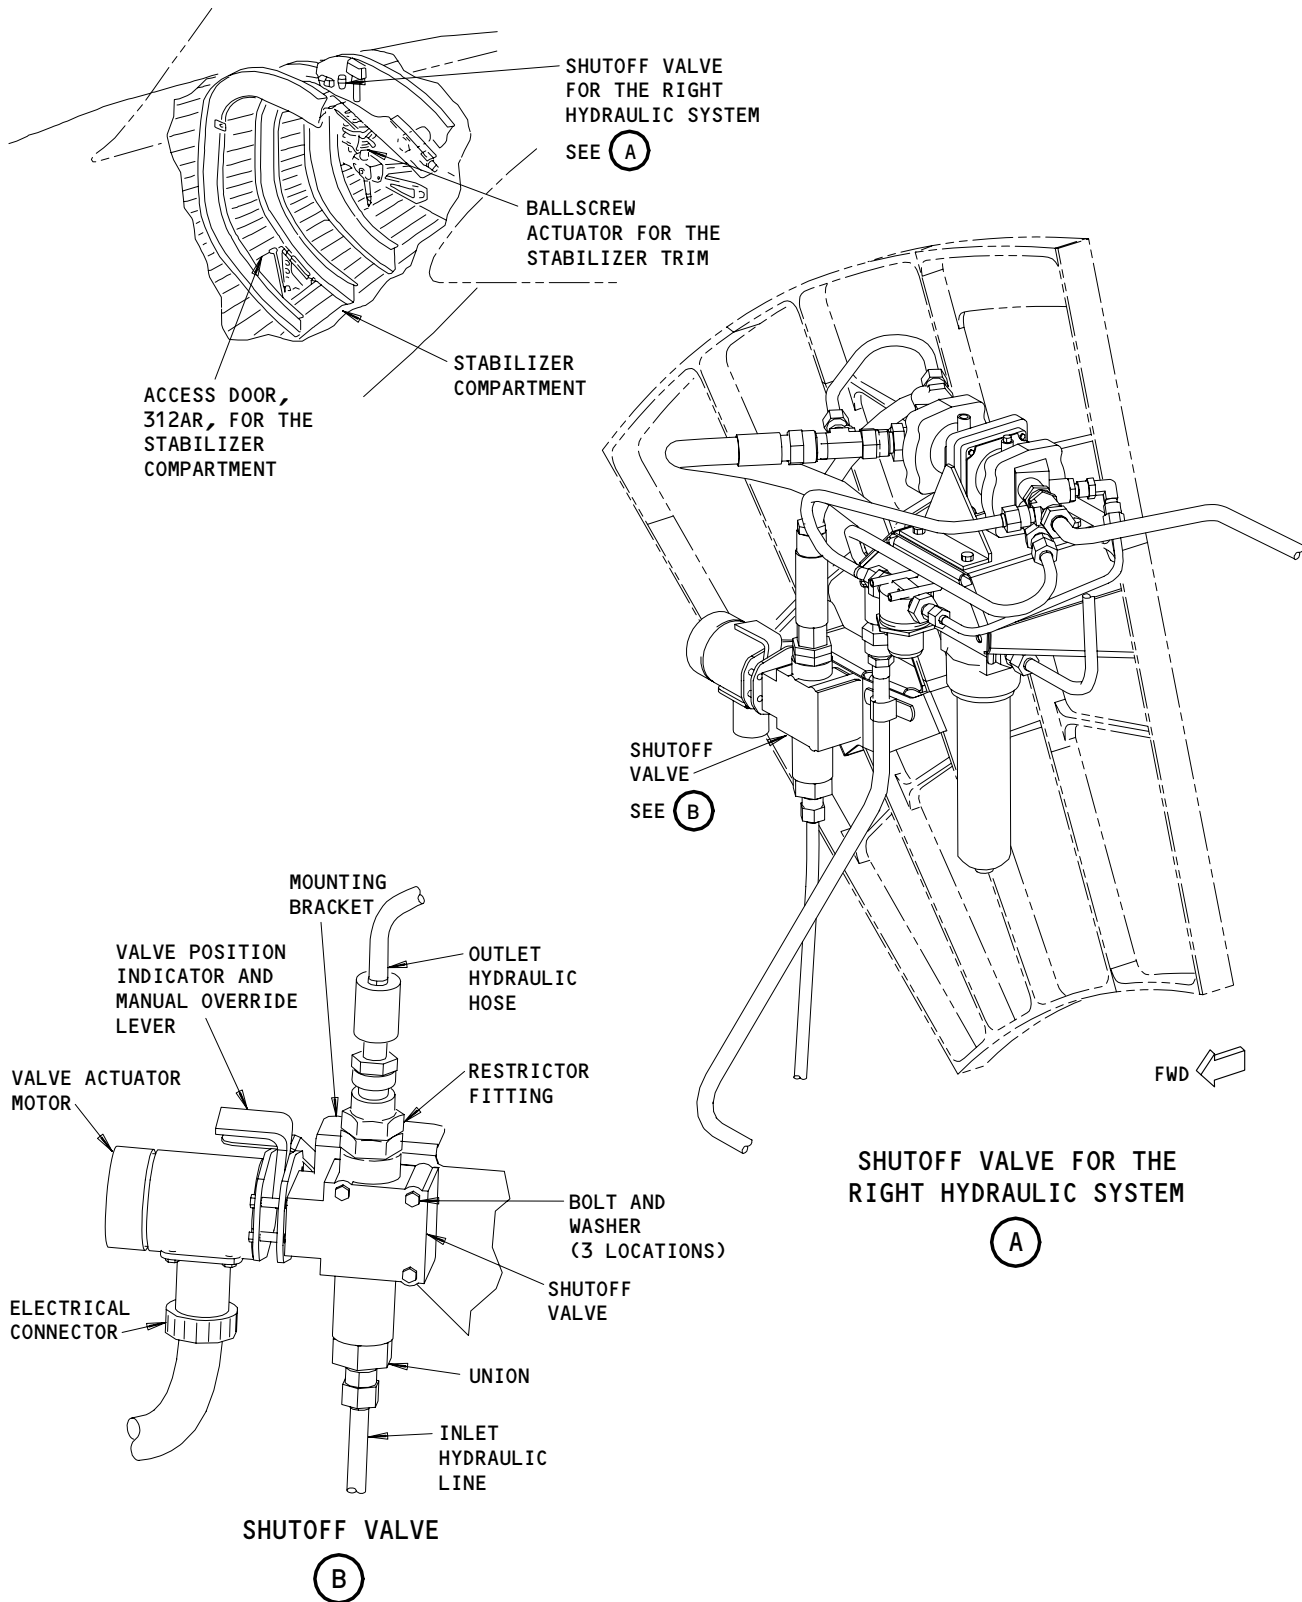 SHUTOFF VALVE
FOR THE RIGHT
HYDRAULIC SYSTEM
SEE A
BALLSCREW
ACTUATOR FOR THE
STABILIZER TRIM
STABILIZER
COMPARTMENT
ACCESS DOOR,
312AR, FOR THE
STABILIZER
COMPARTMENT
SHUTOFF
VALVE
SEE B
FWD
SHUTOFF VALVE FOR THE
RIGHT HYDRAULIC SYSTEM
A
MOUNTING
BRACKET
VALVE POSITION
INDICATOR AND
MANUAL OVERRIDE
LEVER
OUTLET
HYDRAULIC
HOSE
VALVE ACTUATOR
MOTOR
RESTRICTOR
FITTING
BOLT AND
WASHER
(3 LOCATIONS)
SHUTOFF
VALVE
ELECTRICAL
CONNECTOR
UNION
INLET
HYDRAULIC
LINE
SHUTOFF VALVE
B